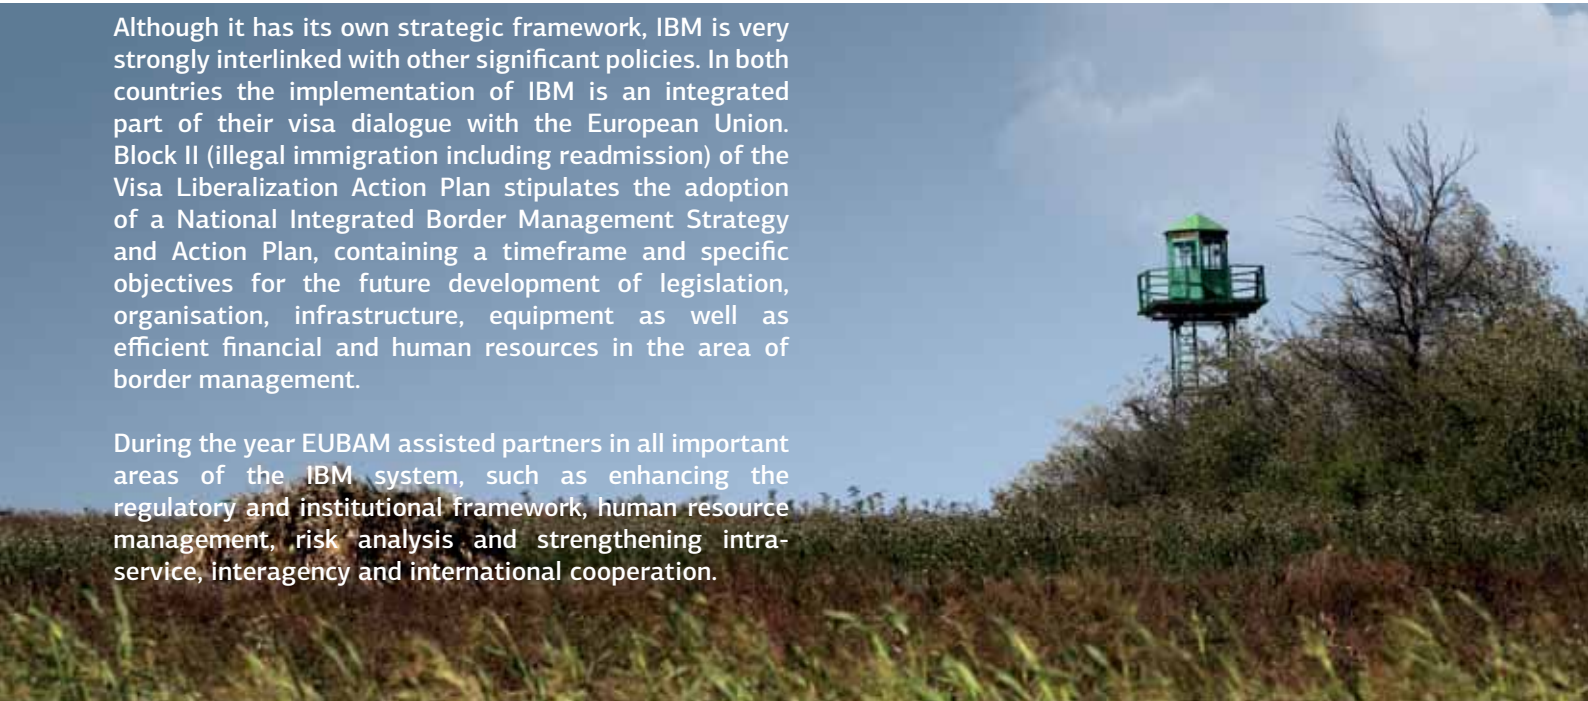 Although it has its own strategic framework, IBM is very
strongly interlinked with other significant policies. In both
countries the implementation of IBM is an integrated
part of their visa dialogue with the European Union.
Block II (illegal immigration including readmission) of the
Visa Liberalization Action Plan stipulates the adoption
of a National Integrated Border Management Strategy
and Action Plan, containing a timeframe and specific
objectives for the future development of legislation,
organisation, infrastructure, equipment as well as
efficient financial and human resources in the area of
border management.
During the year EUBAM assisted partners in all important
areas of the IBM system, such as enhancing the
regulatory and institutional framework, human resource
management, risk analysis and strengthening intra-
service, interagency and international cooperation.